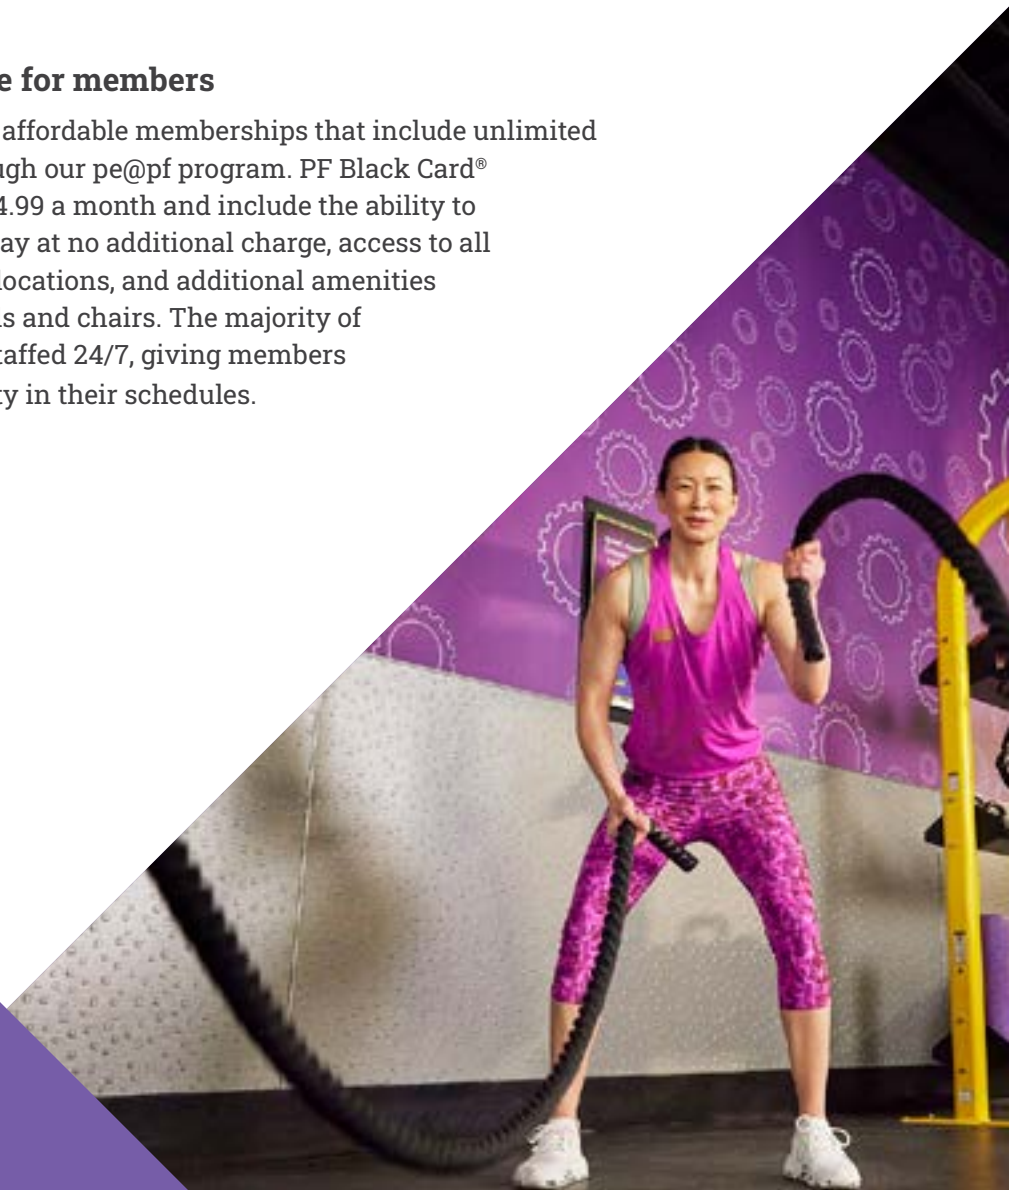 e for members
affordable memberships that include unlimited
ugh our pe@pf program. PF Black Card®
4.99 a month and include the ability to
ay at no additional charge, access to all
locations, and additional amenities
s and chairs. The majority of
taffed 24/7, giving members
ty in their schedules.